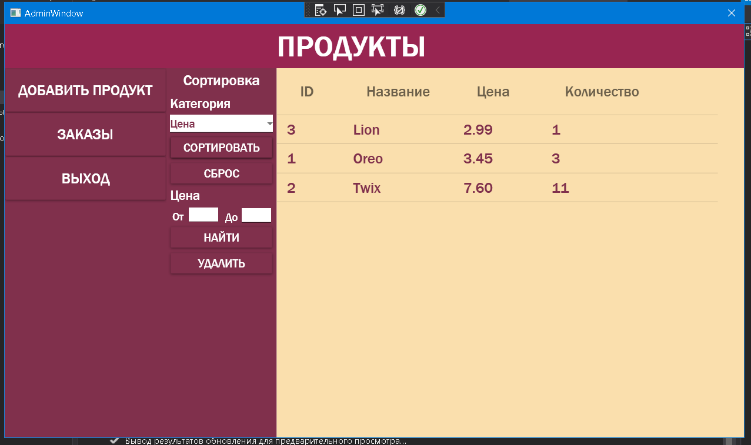 AdminWindow
ПРОДУКТЫ
ДОБАВИТЬ ПРОДУКТ
ЗАКАЗЫ
ВЫХОД
Сортировка
Категория
Цена
СОРТИРОВАТЬ
СБРОС
Цена
От До
НАЙТИ
УДАЛИТЬ
ID Название Цена Количество
3 Lion 2.99 1
1 Oreo 3.45 3
2 Twix 7.60 11
Вывод результатов обновления для предварительного просмотра...